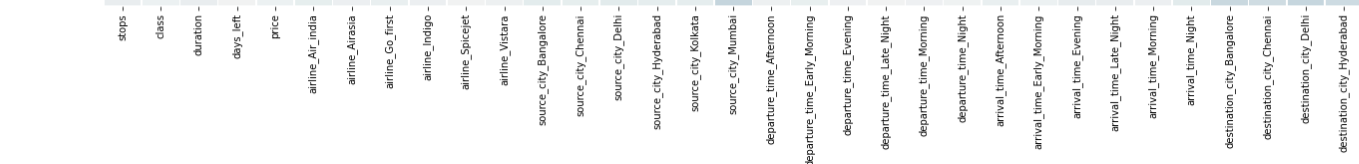 stops
class
duration
days_left
price
airline_Air_india
airline_Airasia
airline_Go_first
airline_Indigo
airline_Spicejet
airline_Vistara
source_city_Bangalore
source_city_Chennai
source_city_Delhi
source_city_Hyderabad
source_city_Kolkata
source_city_Mumbai
departure_time_Afternoon
departure_time_Early_Morning
departure_time_Evening
departure_time_Late_Night
departure_time_Morning
departure_time_Night
arrival_time_Afternoon
arrival_time_Early_Morning
arrival_time_Evening
arrival_time_Late_Night
arrival_time_Morning
arrival_time_Night
destination_city_Bangalore
destination_city_Chennai
destination_city_Delhi
destination_city_Hyderabad